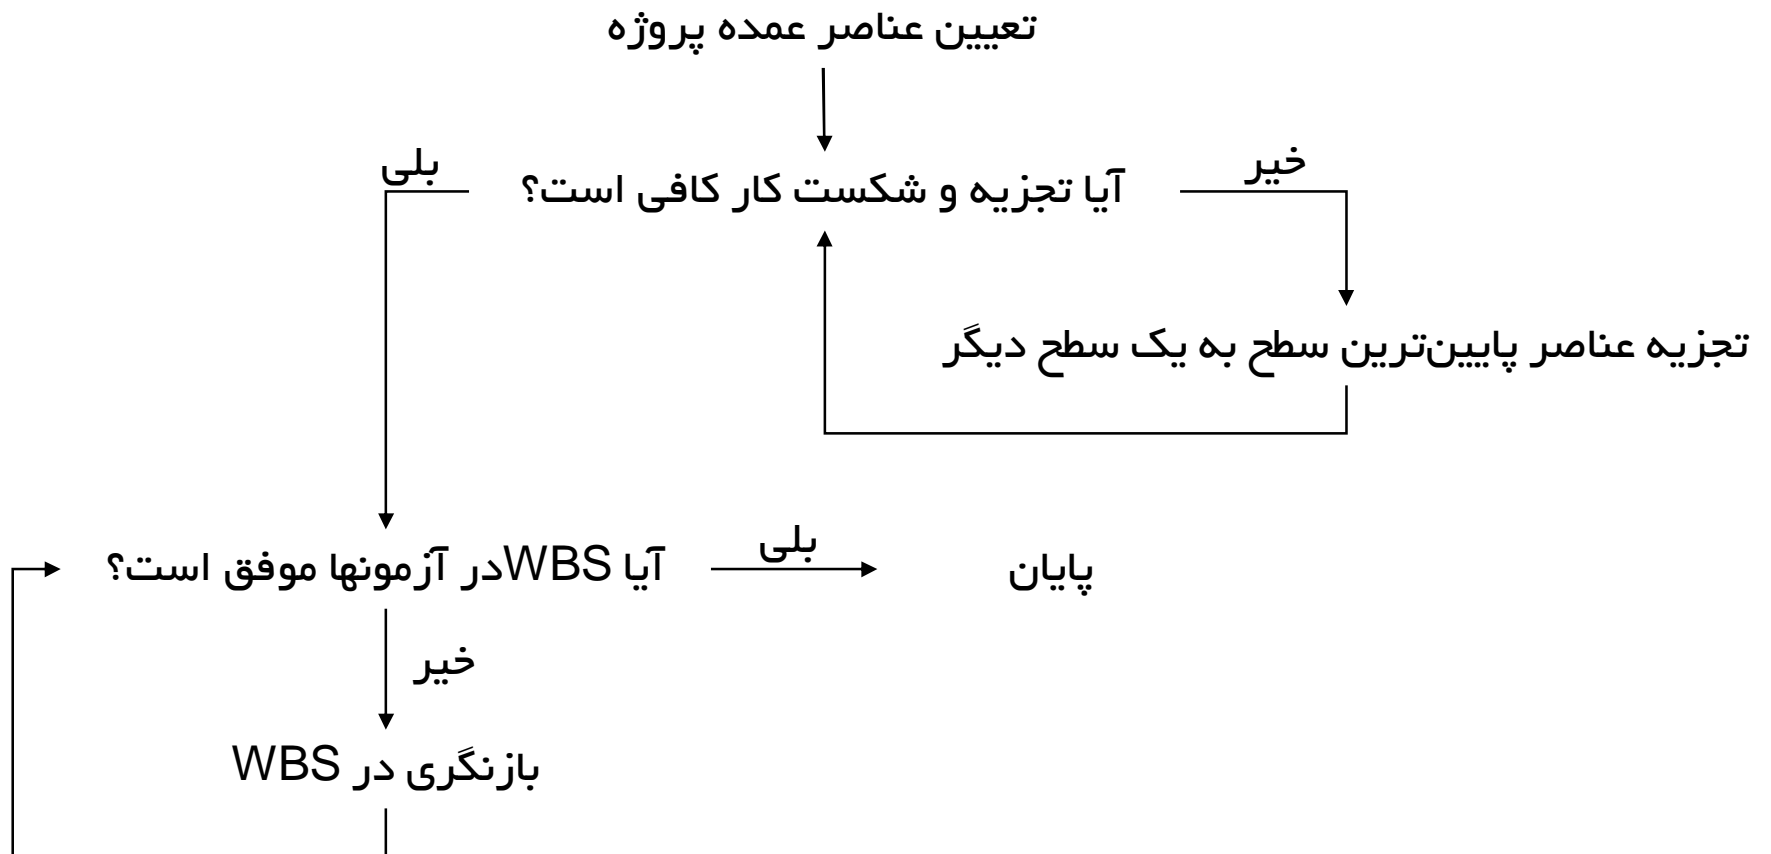 تعیین عناصر عمده پروژه
خیر
بلی
آیا تجزیه و شکست کار کافی است؟
تجزیه عناصر پایین‌ترین سطح به یک سطح دیگر
آیا WBSدر آزمونها موفق است؟
بلی
پایان
خیر
بازنگری در WBS